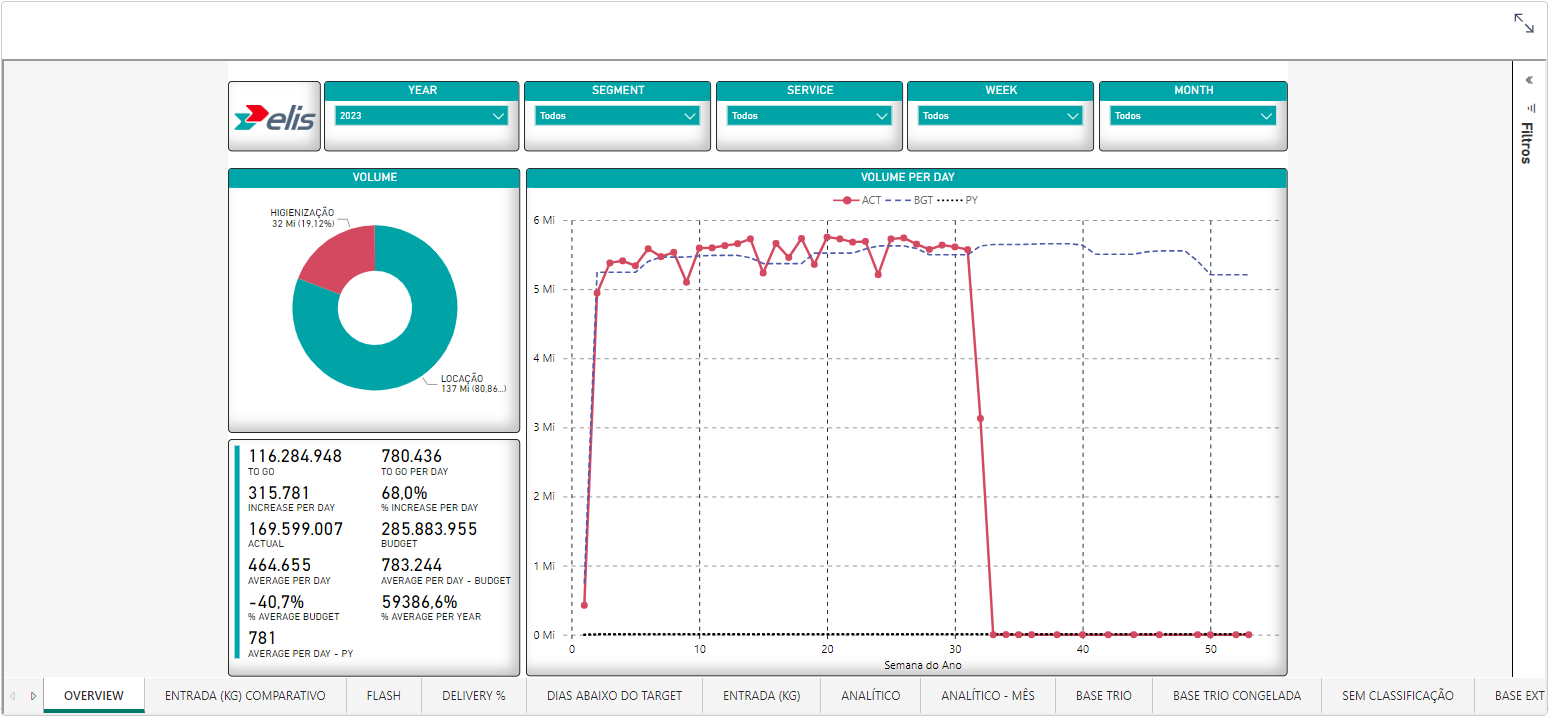 elis
YEAR
2023
SEGMENT
Todos
SERVICE
Todos
WEEK
Todos
MONTH
Todos
Filtros
VOLUME
HIGIENIZAÇÃO
32 Mi (19,12%)
LOCAÇÃO
137 Mi (80,86...)
VOLUME PER DAY
ACT BGT PY
6 Mi
5 Mi
4 Mi
3 Mi
2 Mi
1 Mi
0 Mi
0 10 20 30 40 50
Semana do Ano
116.284.948 780.436
TO GO TO GO PER DAY
315.781 68,0%
INCREASE PER DAY % INCREASE PER DAY
169.599.007 285.883.955
ACTUAL BUDGET
464.655 783.244
AVERAGE PER DAY AVERAGE PER DAY - BUDGET
-40,7% 59386,6%
% AVERAGE BUDGET % AVERAGE PER YEAR
781
AVERAGE PER DAY - PY
OVERVIEW ENTRADA (KG) COMPARATIVO FLASH DELIVERY % DIAS ABAIXO DO TARGET ENTRADA (KG) ANALÍTICO ANALÍTICO - MÊS BASE TRIO BASE TRIO CONGELADA SEM CLASSIFICAÇÃO BASE EXT